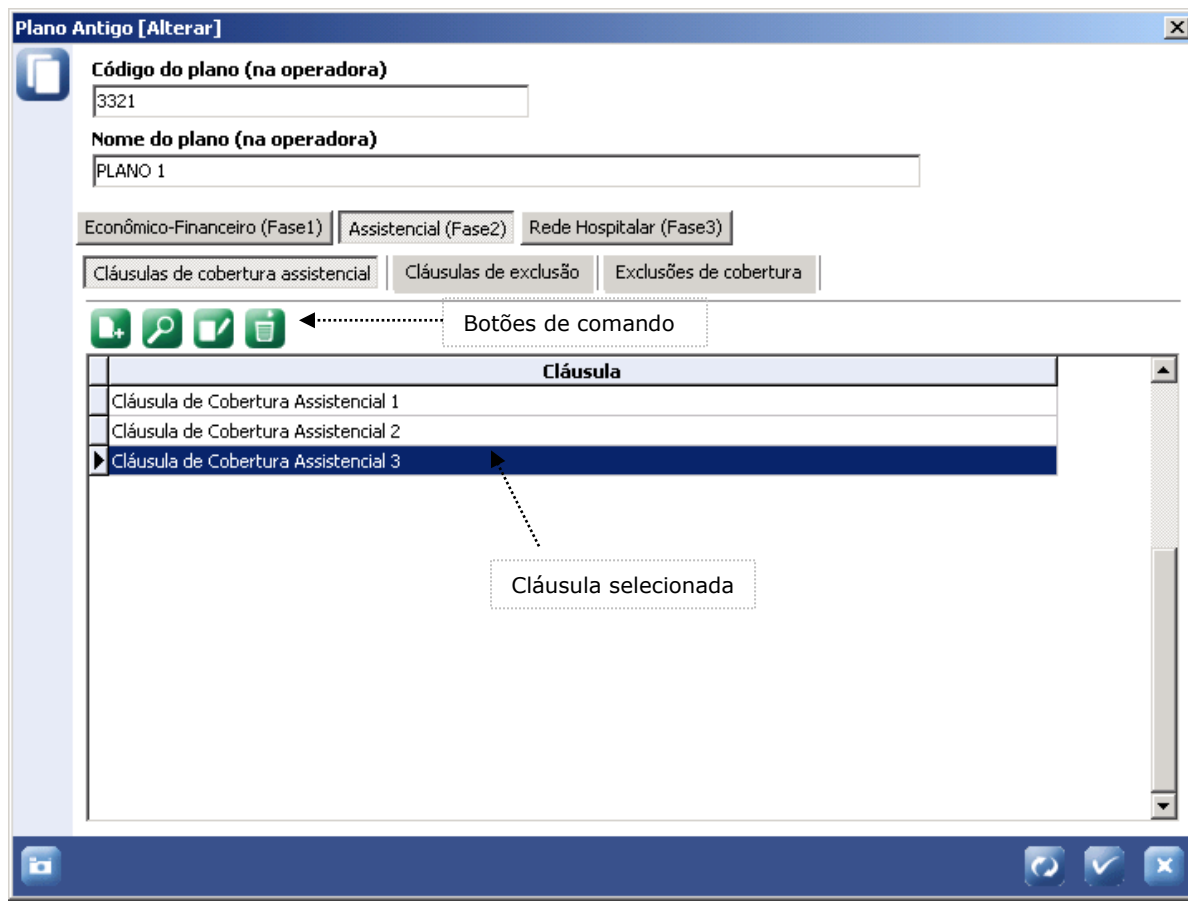 Plano Antigo [Alterar]
Código do plano (na operadora)
3321
Nome do plano (na operadora)
PLANO 1
Econômico-Financeiro (Fase1) Assistencial (Fase2) Rede Hospitalar (Fase3)
Cláusulas de cobertura assistencial Cláusulas de exclusão Exclusões de cobertura
Botões de comando
Cláusula
Cláusula de Cobertura Assistencial 1
Cláusula de Cobertura Assistencial 2
Cláusula de Cobertura Assistencial 3
Cláusula selecionada